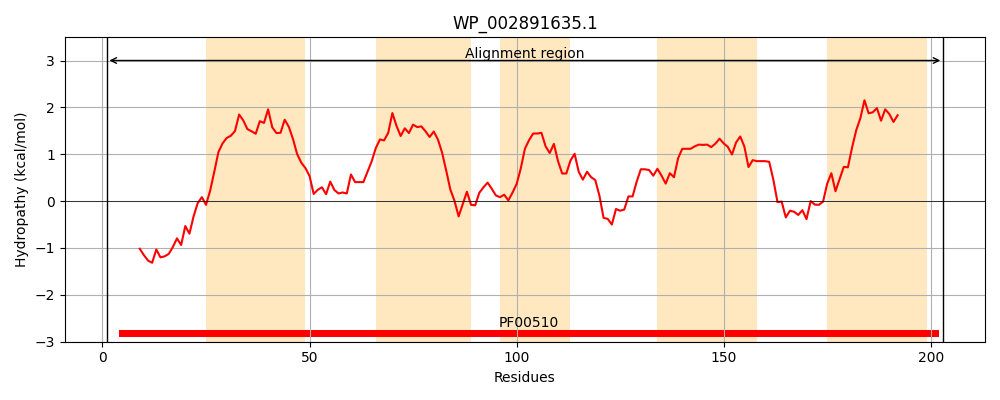 WP_002891635.1
Alignment region
3
2
1
0
−1
−2
−3
Hydropathy (kcal/mol)
PF00510
0
50
100
150
200
Residues